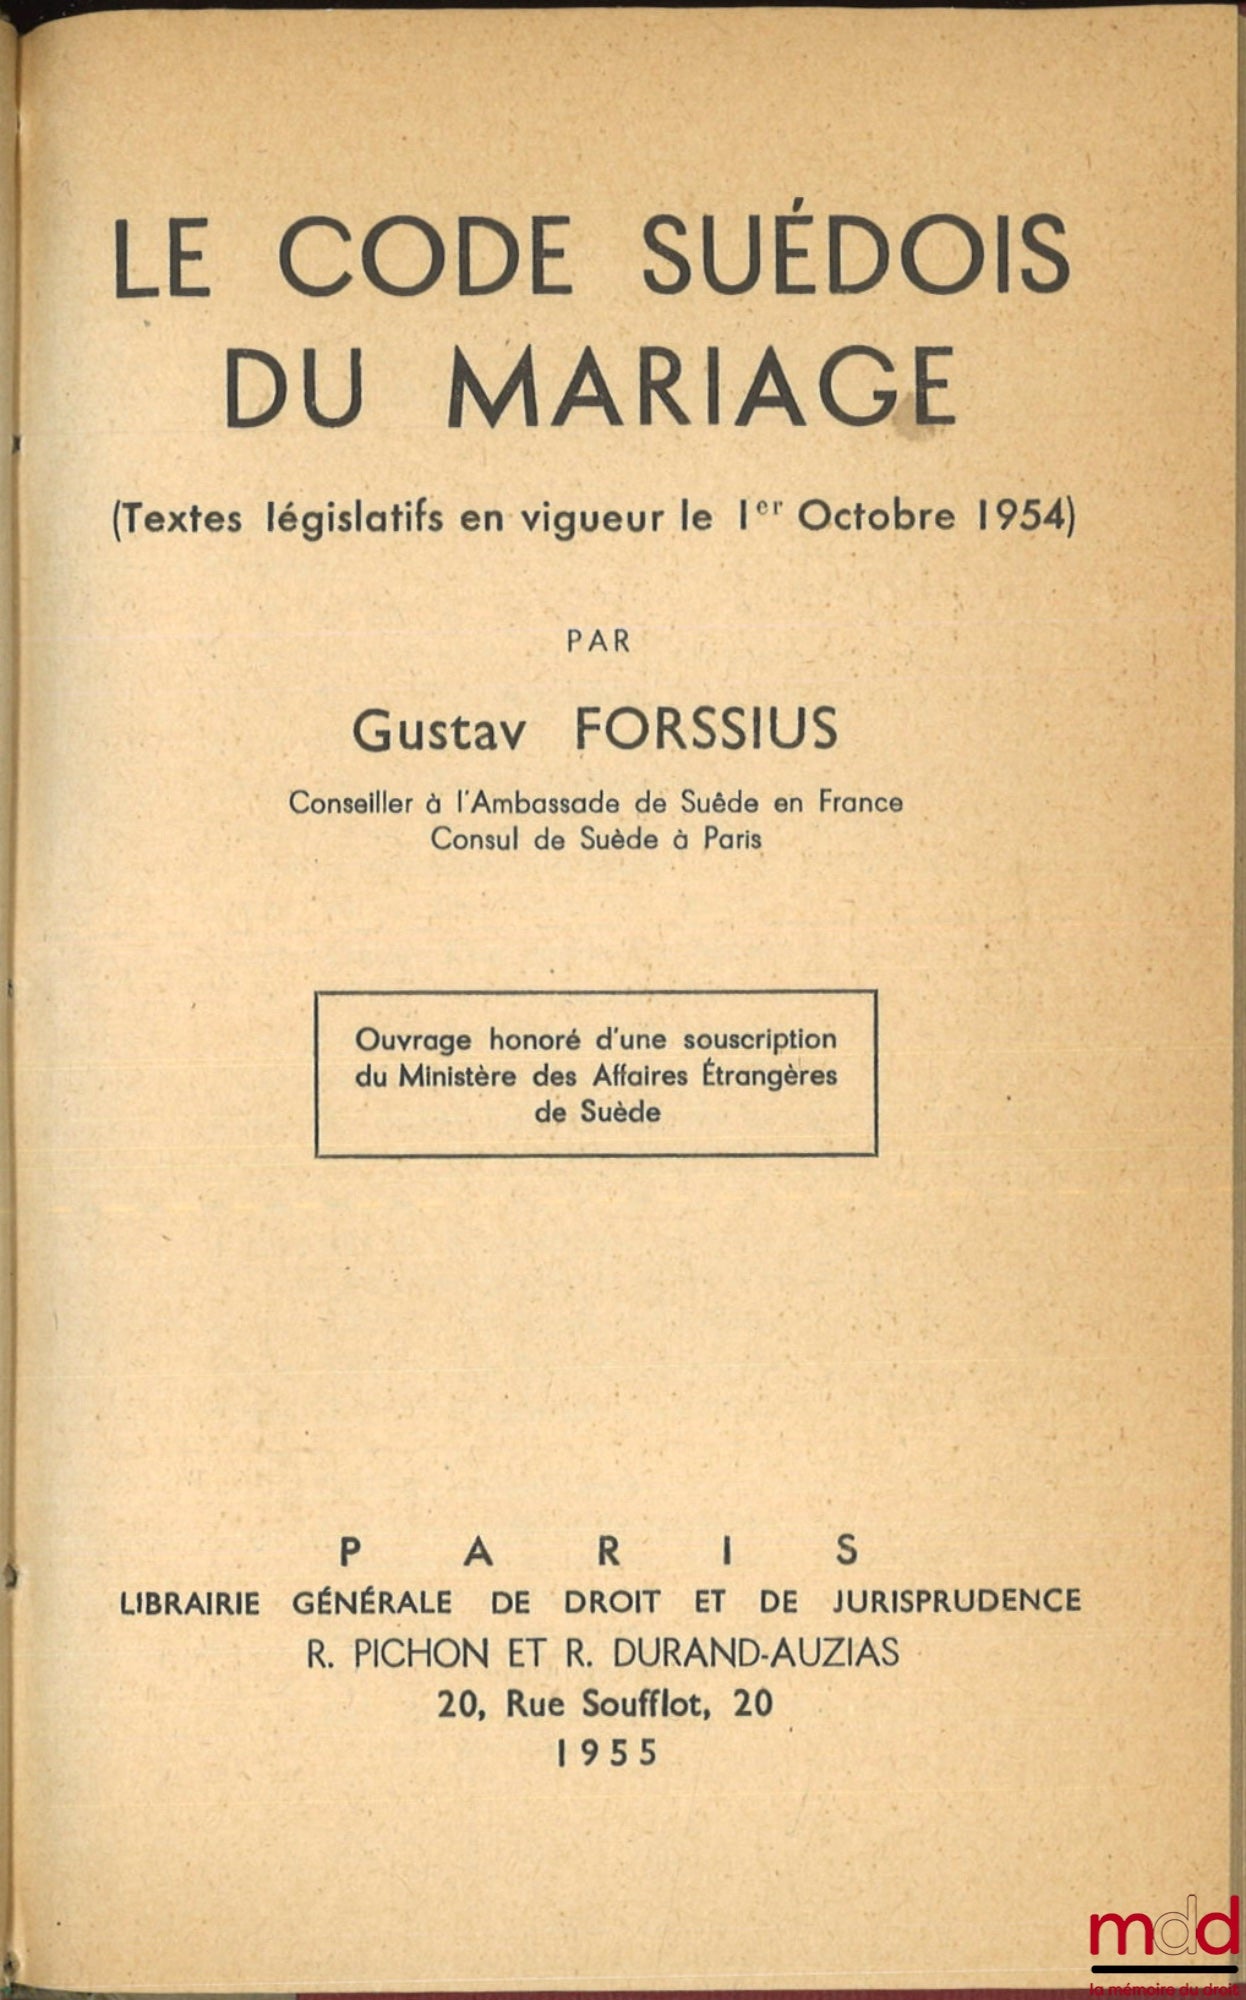 LE CODE SUÉDOIS
DU MARIAGE
(Textes législatifs en vigueur le 1er Octobre 1954)
PAR
Gustav FORSSIUS
Conseiller à l'Ambassade de Suêde en France
Consul de Suède à Paris
Ouvrage honoré d'une souscription
du Ministère des Affaires Étrangères
de Suède
PARIS
LIBRAIRIE GÉNÉRALE DE DROIT ET DE JURISPRUDENCE
R. PICHON ET R. DURAND-AUZIAS
20, Rue Soufflot, 20
1955
mdd
la mémoire du droit